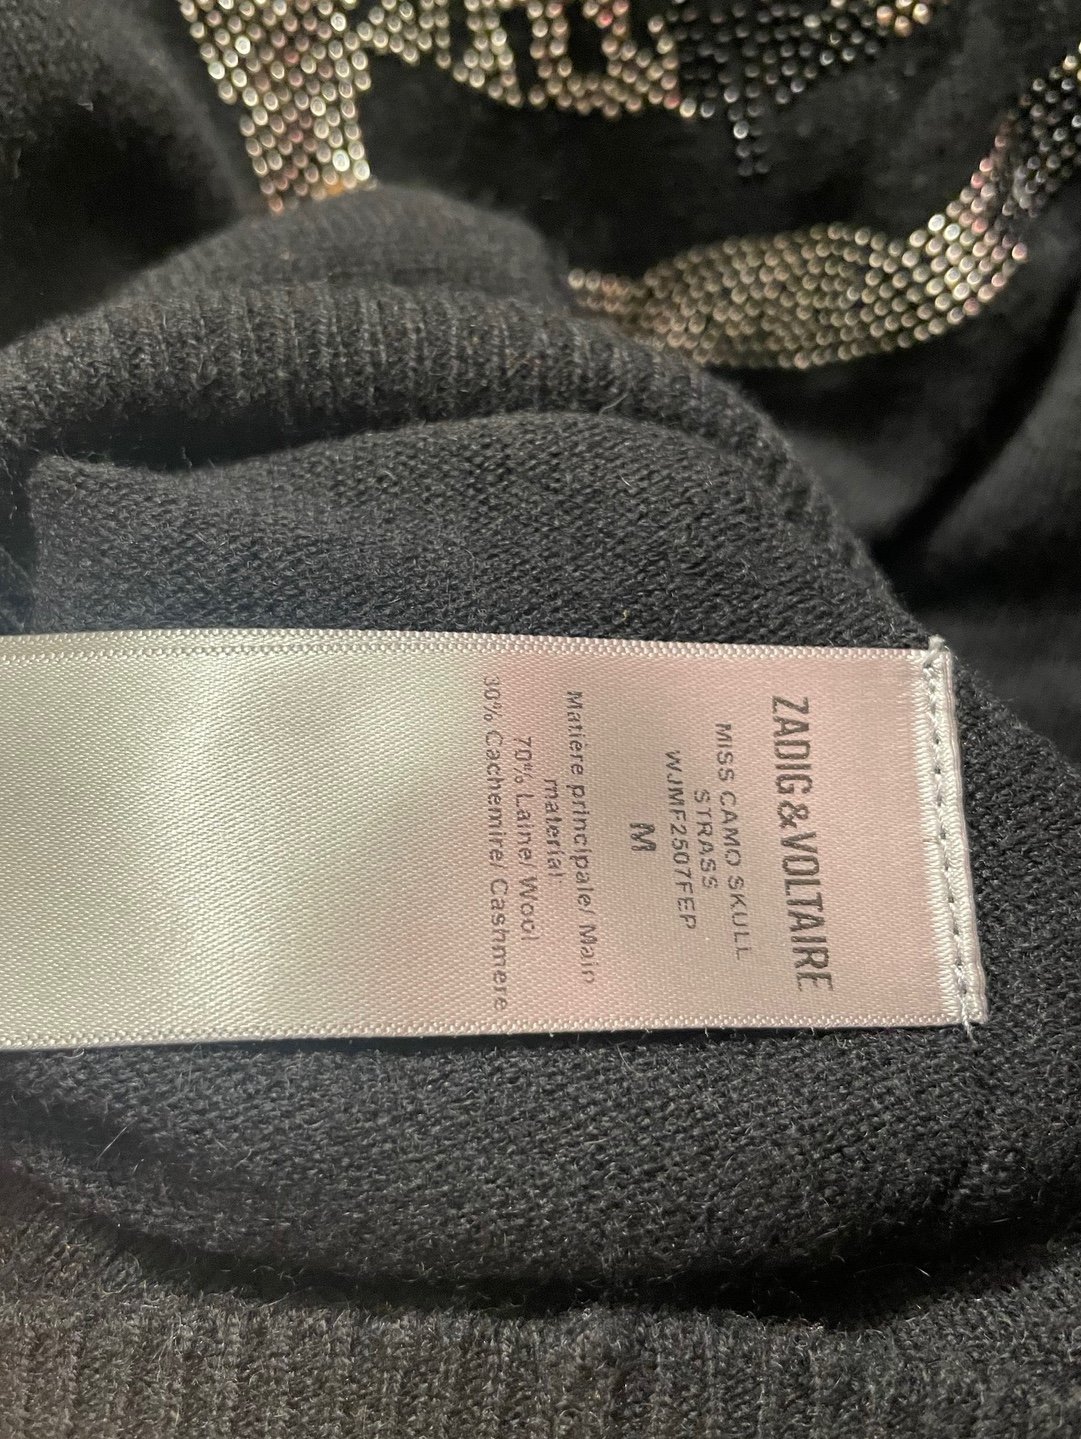 ZADIG&VOLTAIRE
MISS CAMO SKULL
STRASS
WJMF2507FEP
M
Matière principale/ Main
material
70% Laine/ Wool
30% Cachemire/ Cashmere